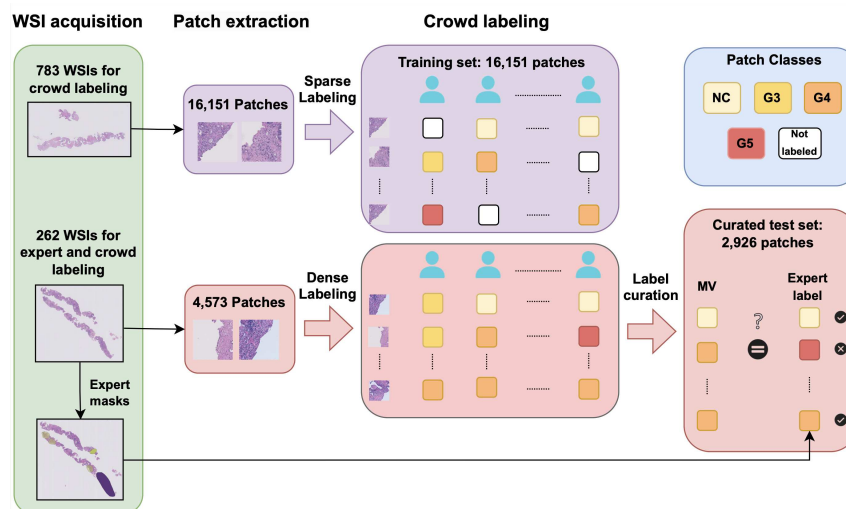 WSI acquisition
Patch extraction
Crowd labeling
783 WSIs for
crowd labeling
16,151 Patches
Sparse
Labeling
Training set: 16,151 patches
Patch Classes
NC
G3
G4
G5
Not
labeled
262 WSIs for
expert and crowd
labeling
4,573 Patches
Dense
Labeling
Label
curation
Curated test set:
2,926 patches
MV
Expert
label
?
=
Expert
masks